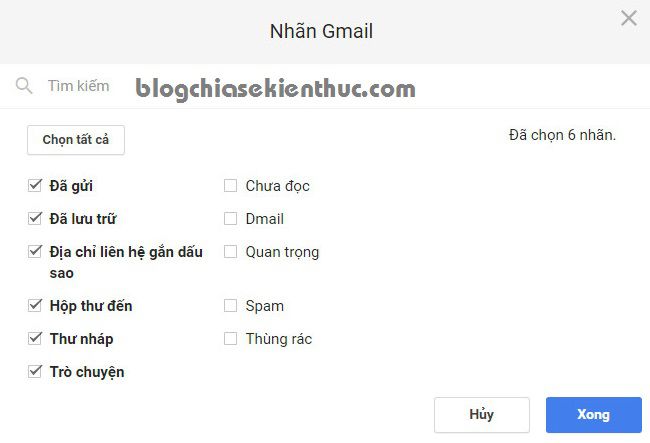 Nhãn Gmail
Tìm kiếm
blogchiasekienthuc.com
Chọn tất cả
Đã chọn 6 nhãn.
Đã gửi
Chưa đọc
Đã lưu trữ
Dmail
Địa chỉ liên hệ gắn dấu
sao
Quan trọng
Hộp thư đến
Spam
Thư nháp
Thùng rác
Trò chuyện
Hủy
Xong